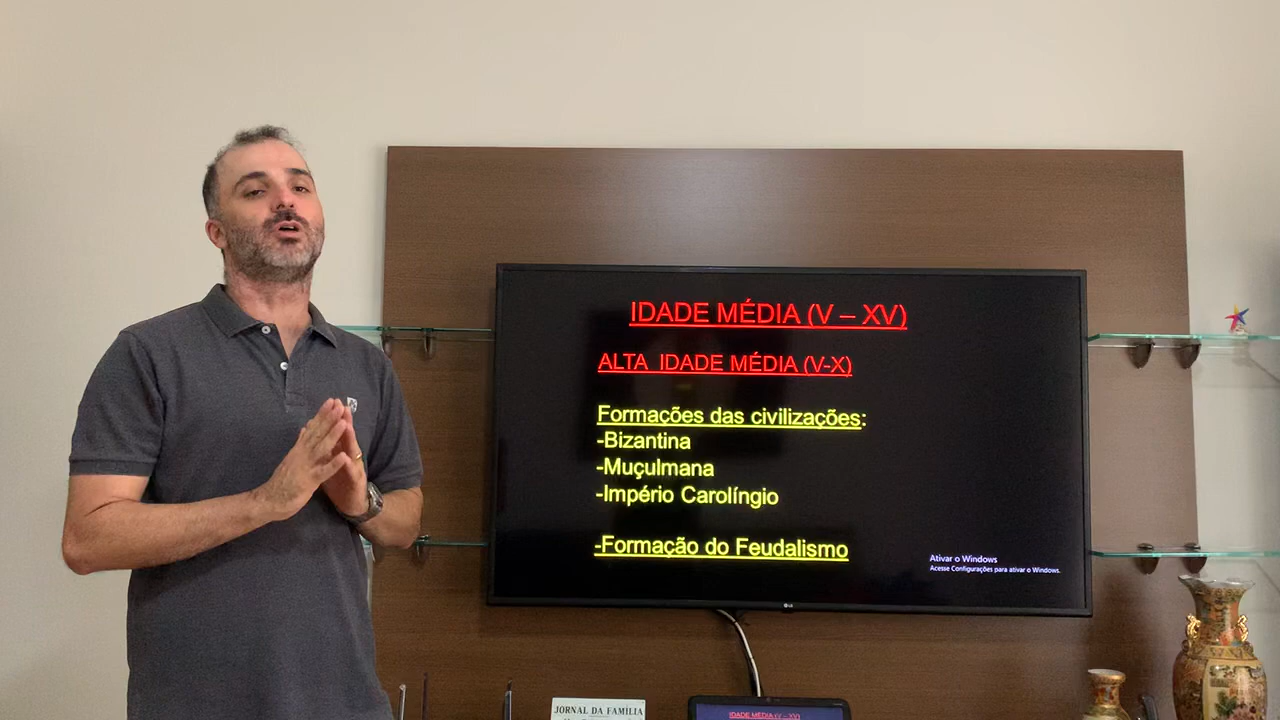 IDADE MÉDIA (V – XV)
ALTA IDADE MÉDIA (V-X)
Formações das civilizações:
-Bizantina
-Muçulmana
-Império Carolíngio
-Formação do Feudalismo
Ativar o Windows
Acesse Configurações para ativar o Windows.
LG
JORNAL DA FAMÍLIA
IDADE MÉDIA (V – XV)